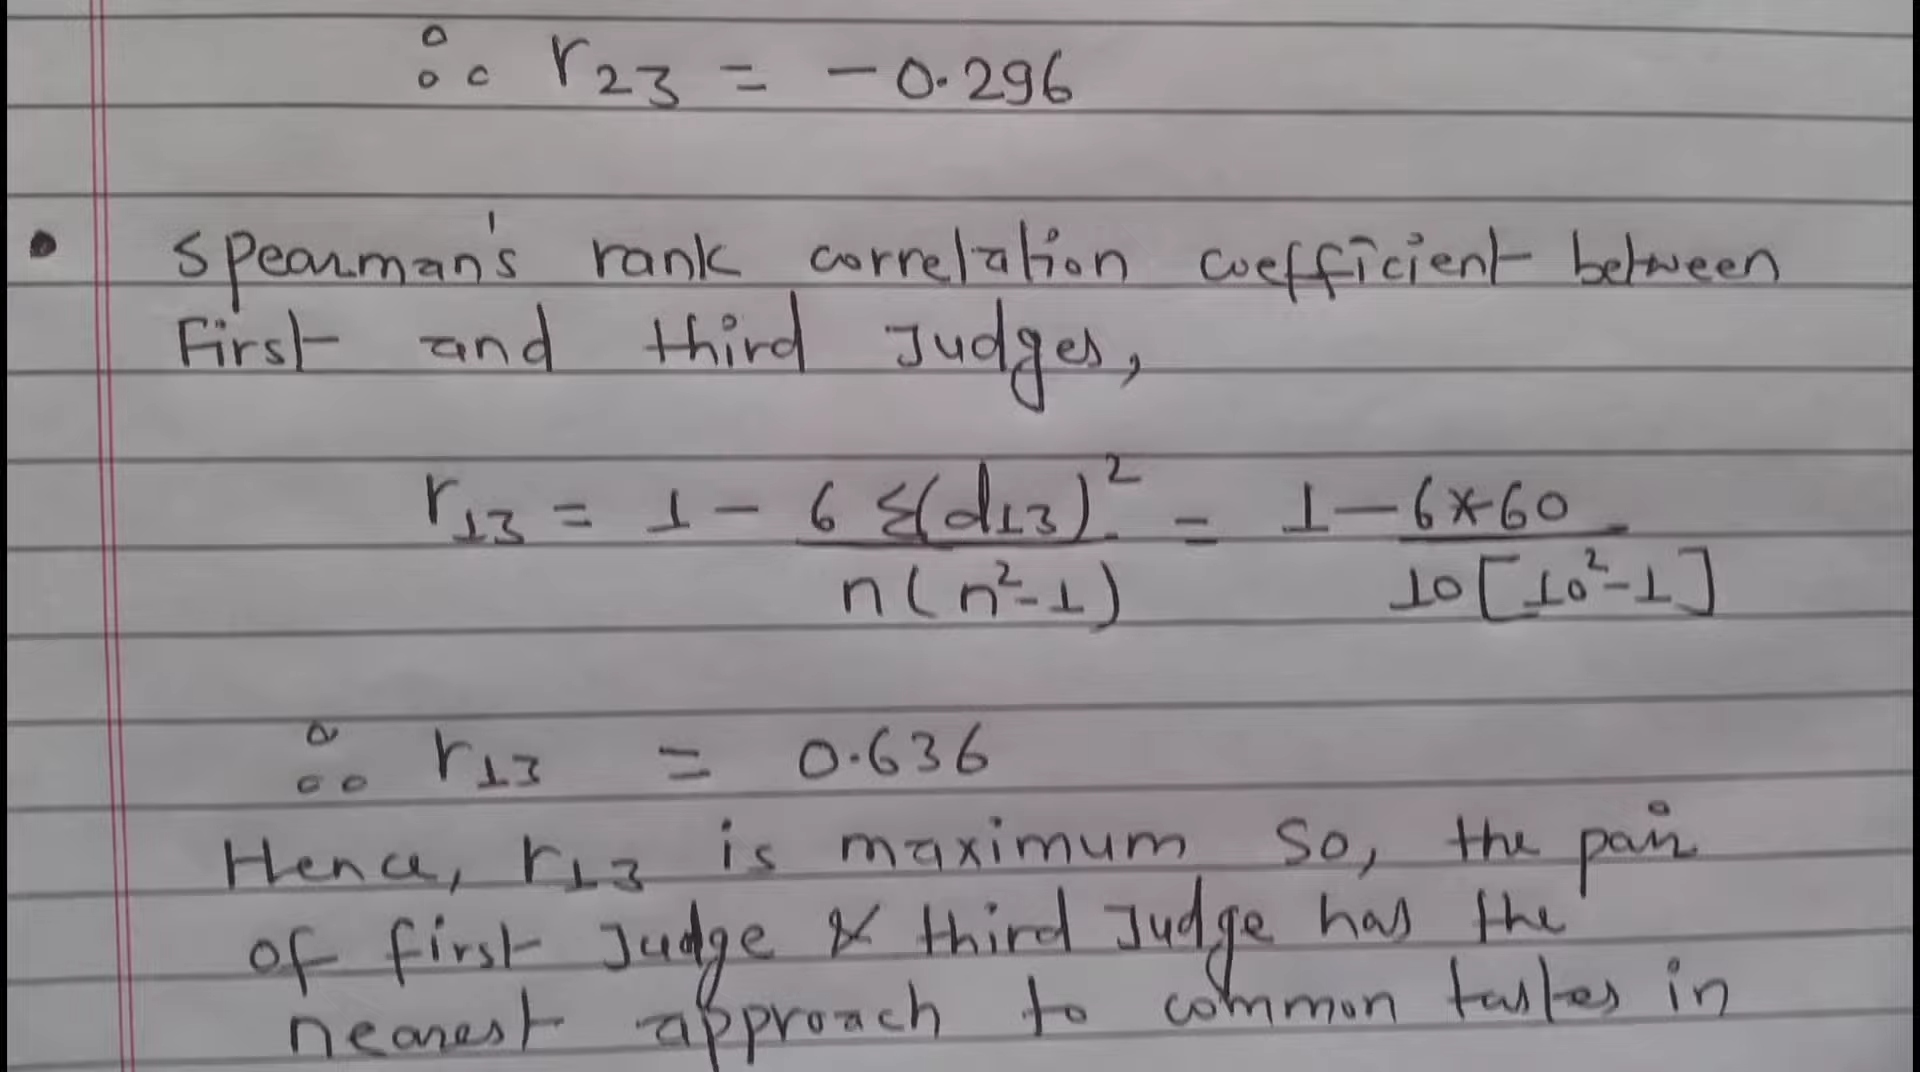 ∴ r23 = -0.296
• Spearman's rank correlation coefficient between
First and third Judges,
r13 = 1 - 6 Σ(d13)² / n(n²-1) = 1 - 6*60 / 10[10²-1]
∴ r13 = 0.636
Hence, r13 is maximum So, the pair
of first Judge & third Judge has the
nearest approach to common tastes in